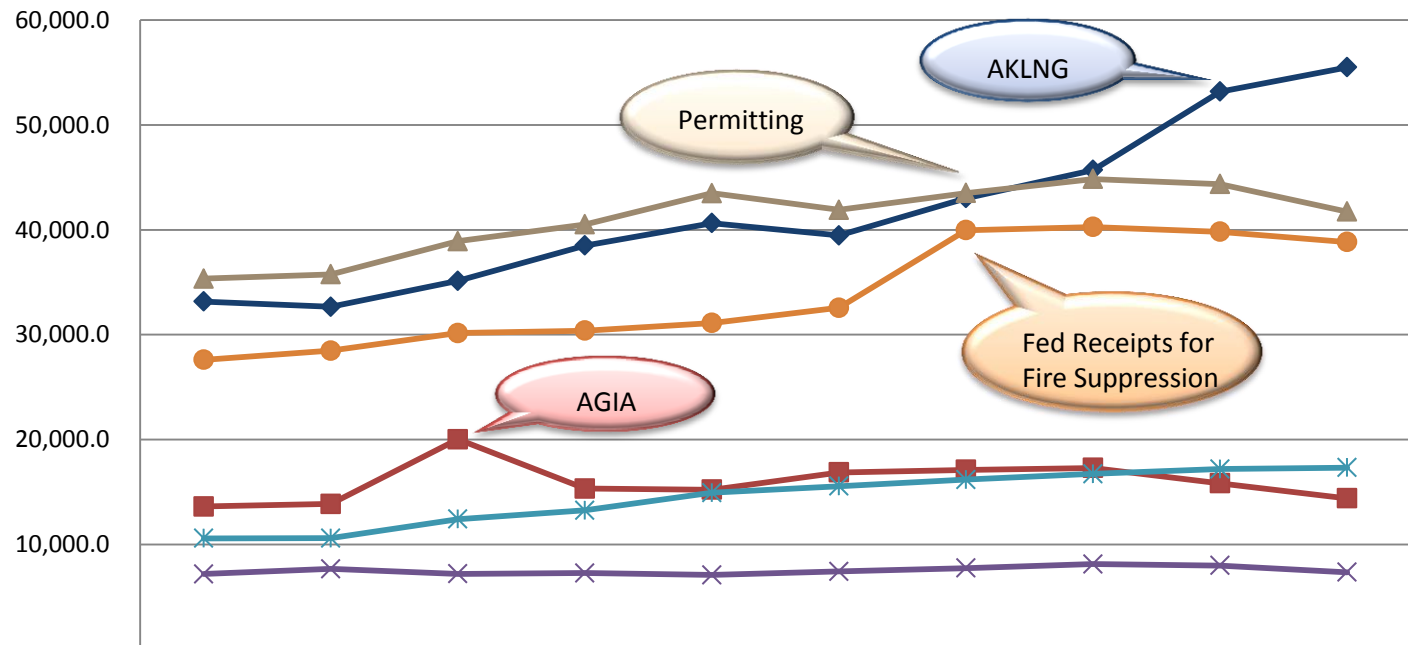 60,000.0
AKLNG
50,000.0
Permitting
40,000.0
30,000.0
Fed Receipts for
Fire Suppression
AGIA
20,000.0
10,000.0